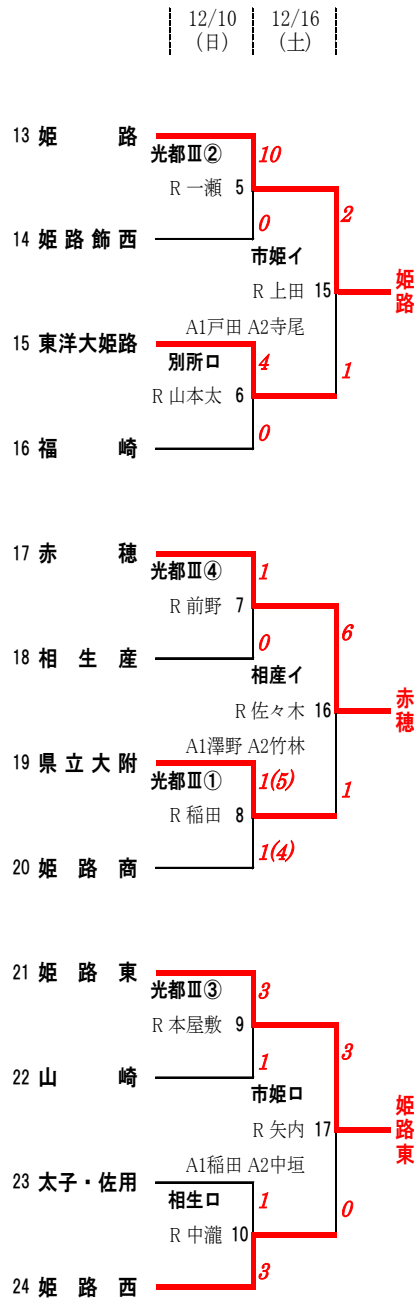 12/10 12/16
(日) (土)
13 姫 路
光都Ⅲ② 10
R 一瀬 5
2
0
14 姫路飾西
市姫イ
R 上田 15
姫路
A1戸田 A2寺尾
15 東洋大姫路
別所ロ 4
1
R 山本太 6
0
16 福 崎
17 赤 穂
光都Ⅲ④ 1
R 前野 7
6
0
18 相 生 産
相産イ
R 佐々木 16
赤穂
A1澤野 A2竹林
19 県立大附
光都Ⅲ① 1(5)
1
R 稲田 8
1(4)
20 姫 路 商
21 姫 路 東
光都Ⅲ③ 3
R 本屋敷 9
3
1
22 山 崎
市姫ロ
R 矢内 17
姫路東
A1稲田 A2中垣
23 太子・佐用
相生ロ 1
0
R 中瀧 10
3
24 姫 路 西